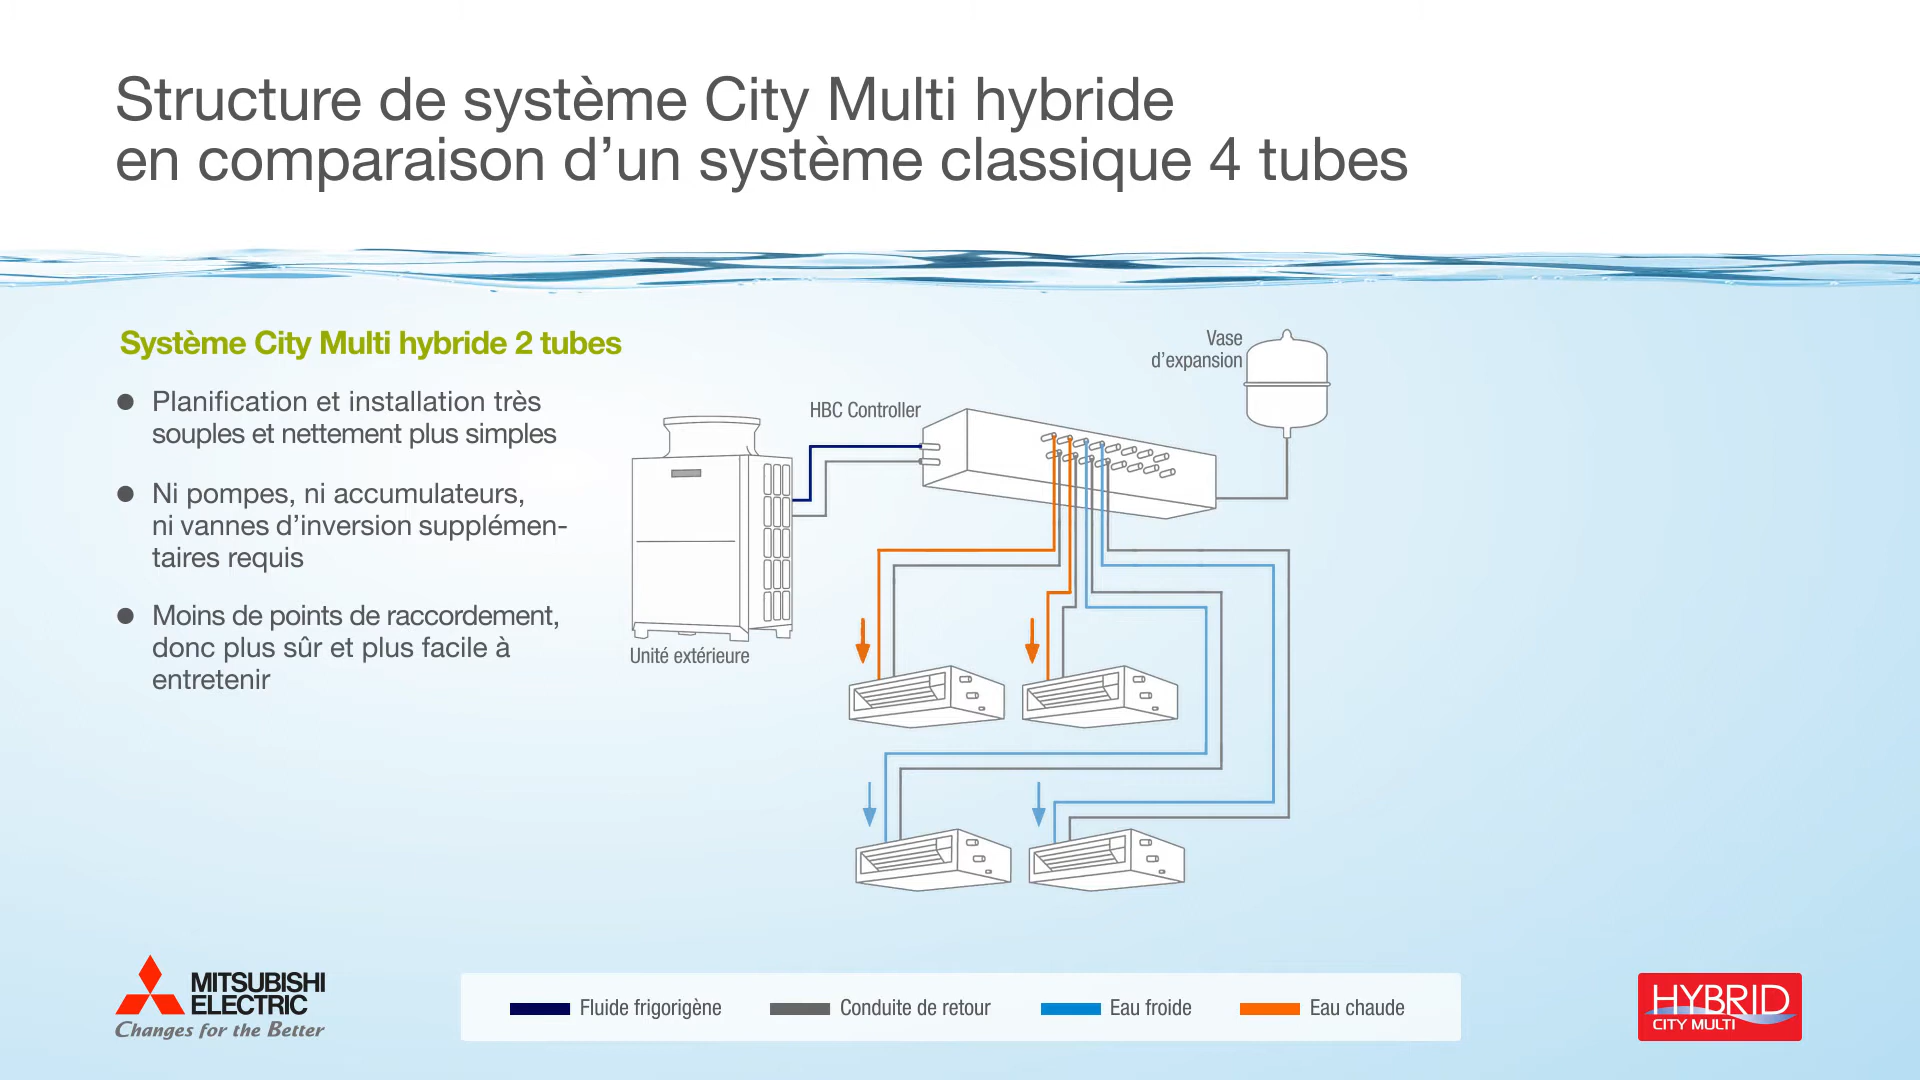 Structure de système City Multi hybride
en comparaison d’un système classique 4 tubes
Système City Multi hybride 2 tubes
● Planification et installation très
souples et nettement plus simples
● Ni pompes, ni accumulateurs,
ni vannes d’inversion supplémen-
taires requis
● Moins de points de raccordement,
donc plus sûr et plus facile à
entretenir
Vase
d’expansion
HBC Controller
Unité extérieure
MITSUBISHI
ELECTRIC
Changes for the Better
Fluide frigorigène
Conduite de retour
Eau froide
Eau chaude
HYBRID
CITY MULTI